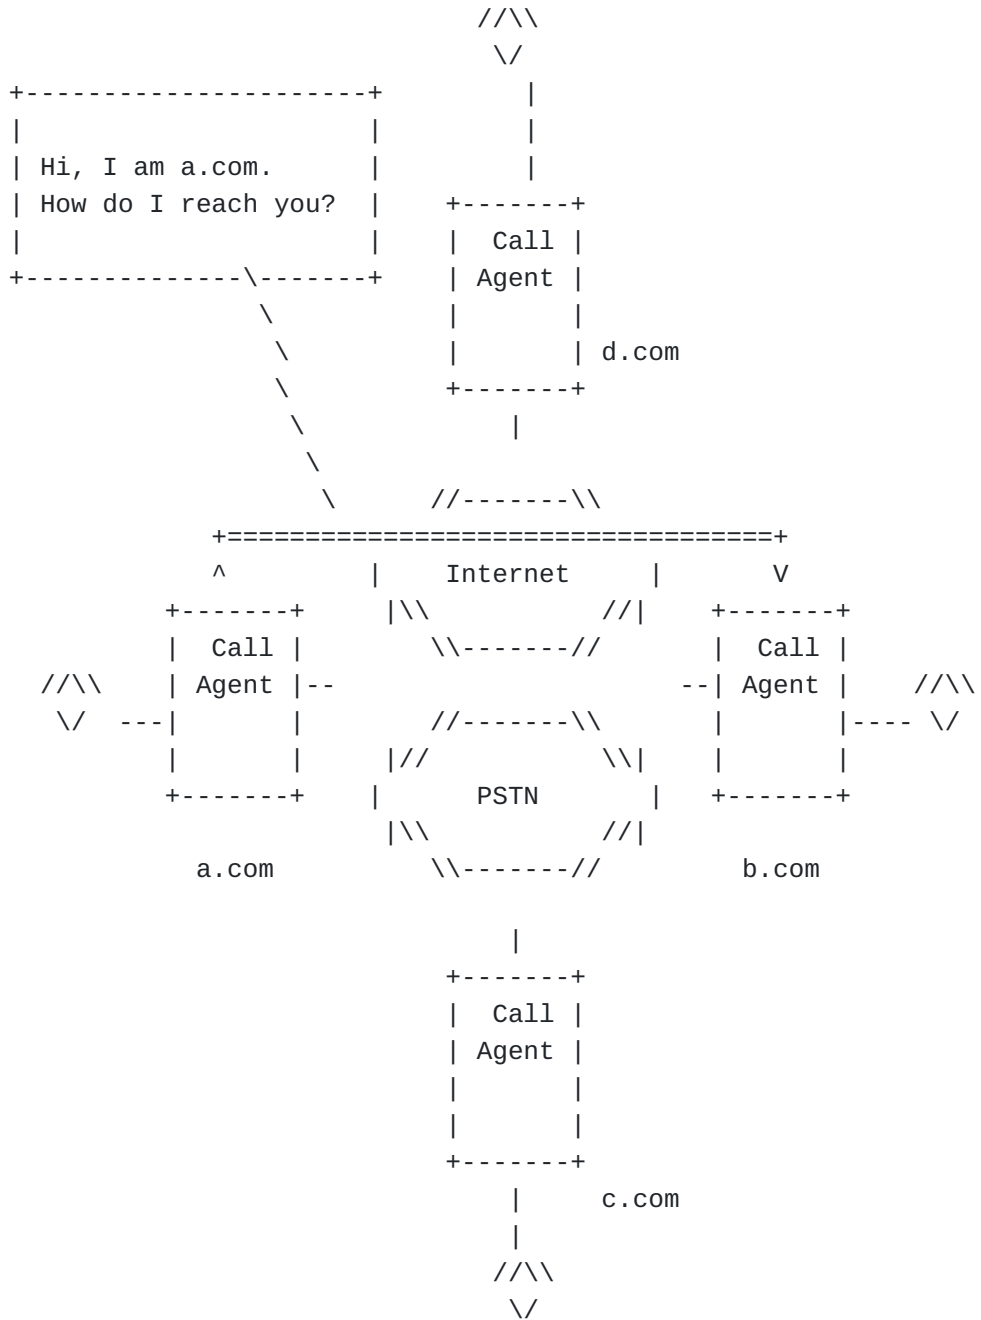 Hi, I am a.com.
How do I reach you?
Call
Agent
d.com
Internet
V
Call
Agent
Call
Agent
PSTN
a.com
b.com
Call
Agent
c.com